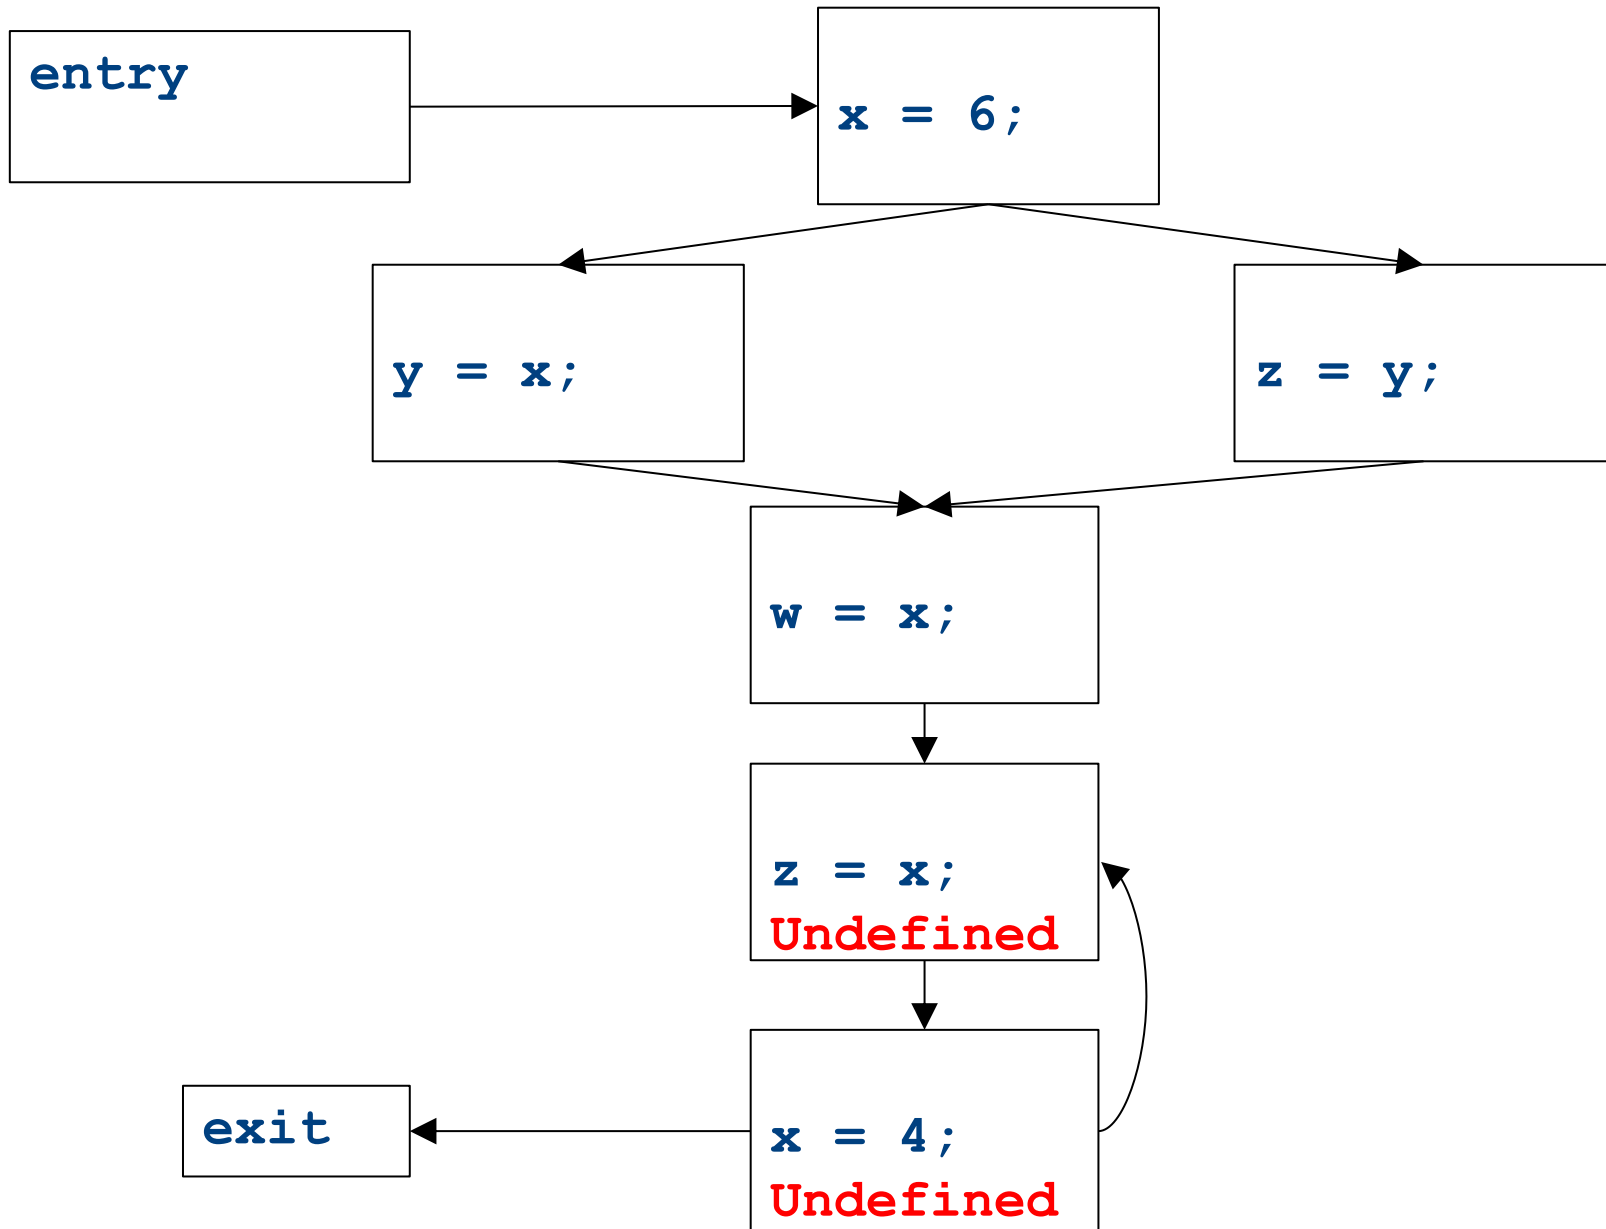 entry
x = 6;
y = x;
z = y;
w = x;
z = x;
Undefined
exit
x = 4;
Undefined